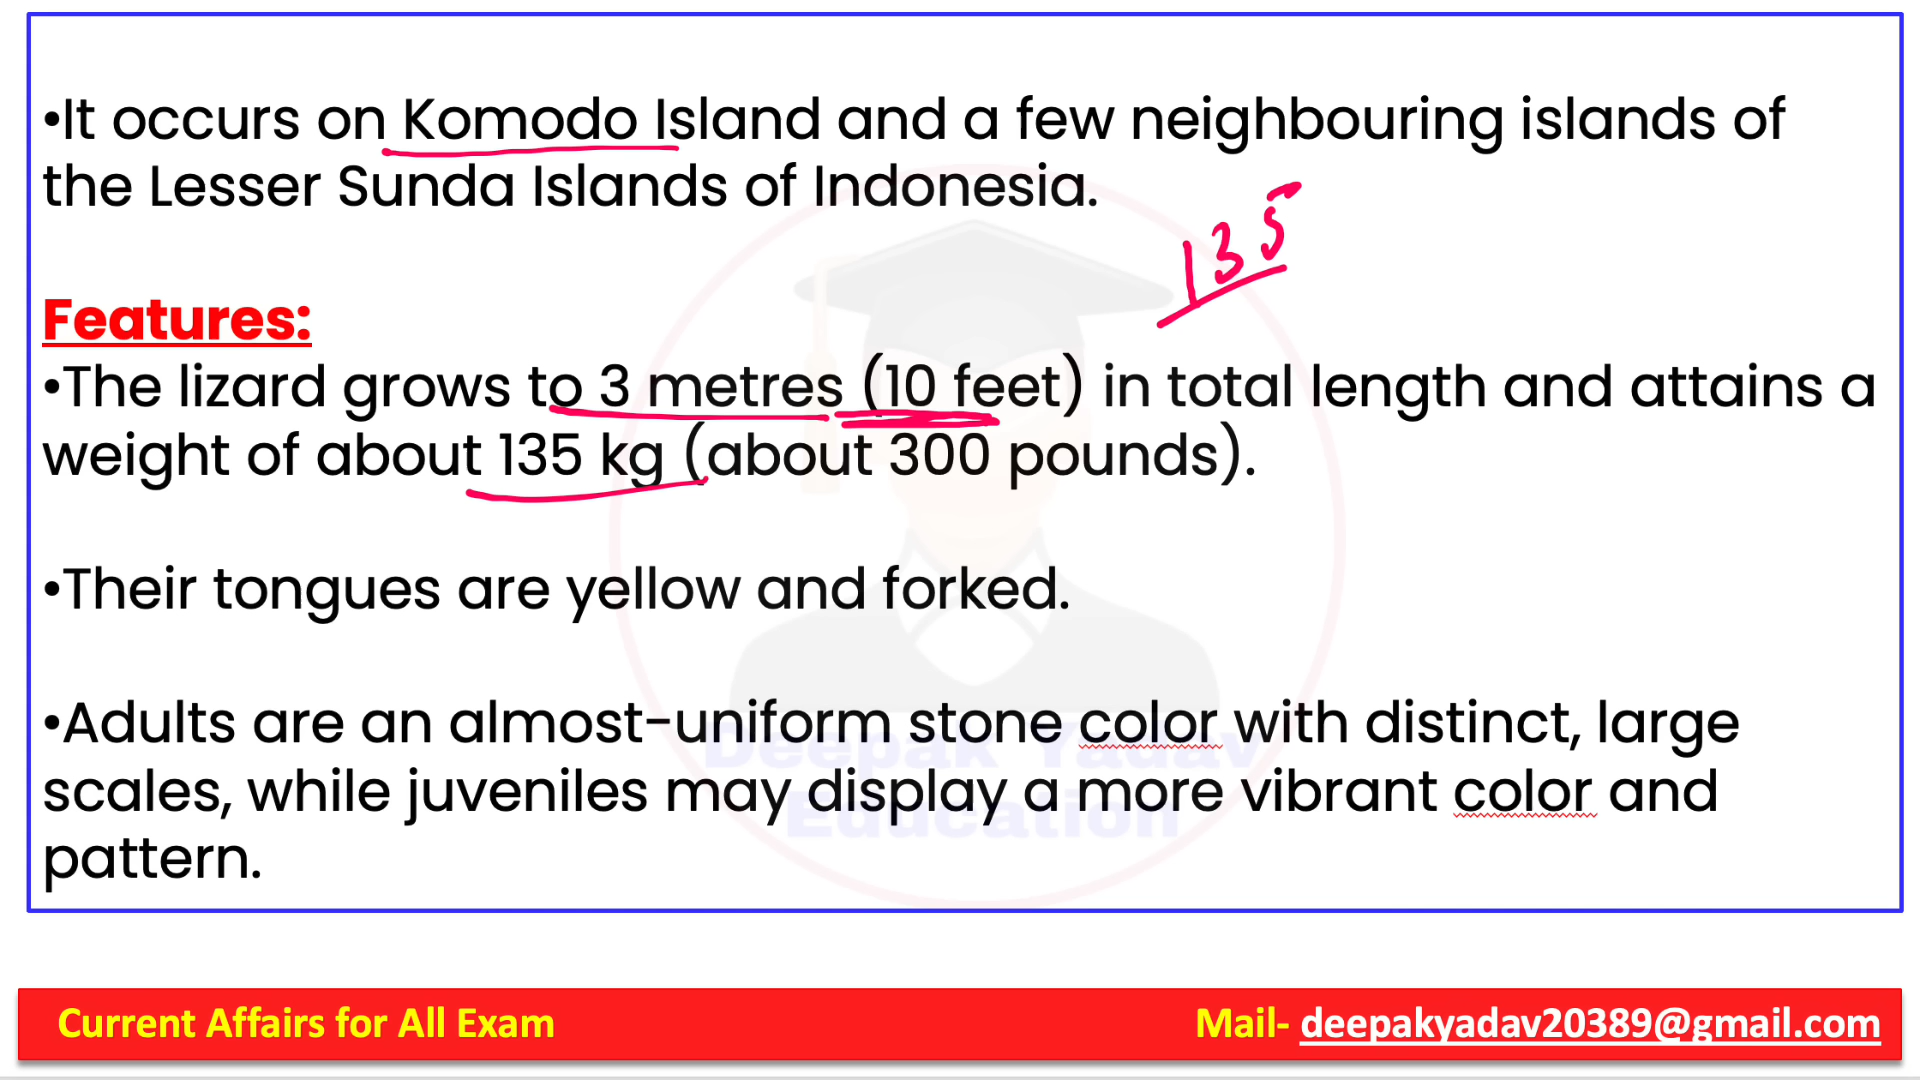 •It occurs on Komodo Island and a few neighbouring islands of
the Lesser Sunda Islands of Indonesia.
135
Features:
•The lizard grows to 3 metres (10 feet) in total length and attains a
weight of about 135 kg (about 300 pounds).
•Their tongues are yellow and forked.
•Adults are an almost-uniform stone color with distinct, large
scales, while juveniles may display a more vibrant color and
pattern.
Deepak Yadav
Education
Current Affairs for All Exam
Mail- deepakyadav20389@gmail.com